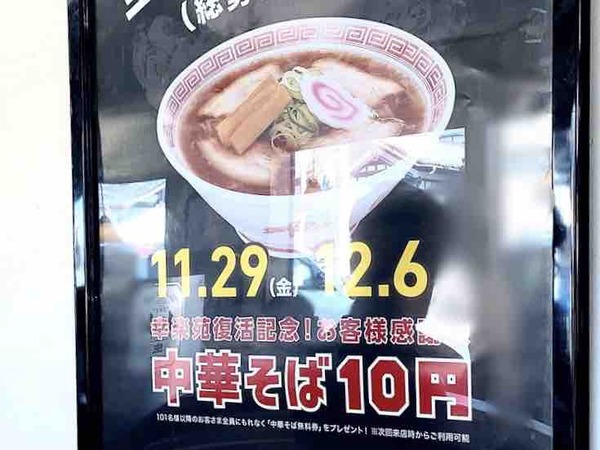 (総
11.29(金) 12.6
幸楽苑復活記念!お客様感
中華そば10円
101名様以降のお客さま全員にもれなく「中華そば無料券」をプレゼント! ※次回来店時からご利用可能